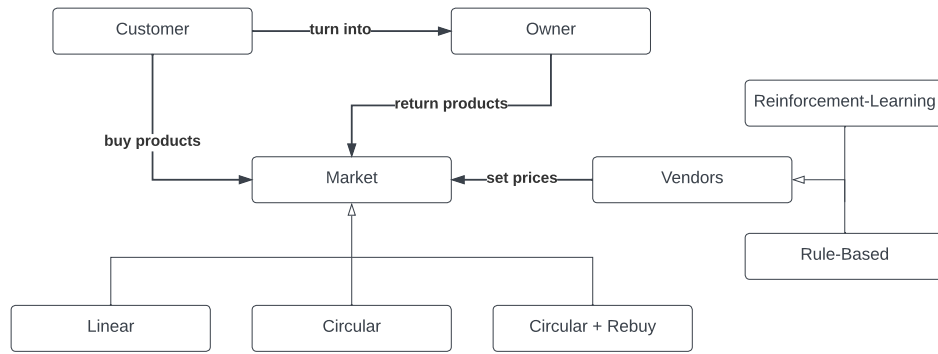 Customer
turn into
Owner
return products
Reinforcement-Learning
buy products
Market
set prices
Vendors
Rule-Based
Linear
Circular
Circular + Rebuy